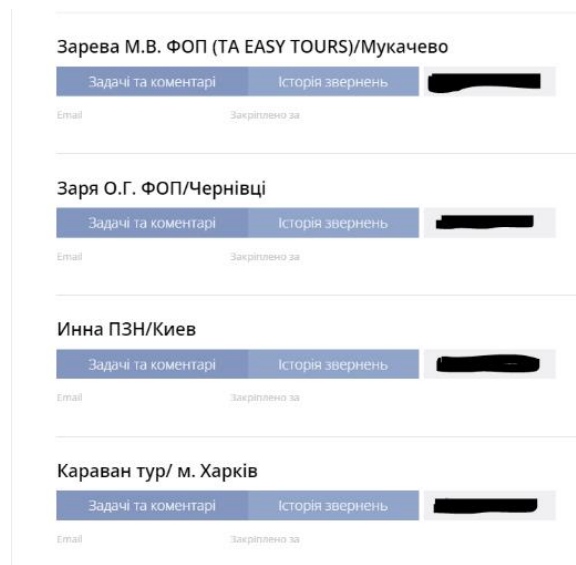 Зарева М.В. ФОП (ТА EASY TOURS)/Мукачево
Задачі та коментарі Історія звернень
Email Закріплено за
Заря О.Г. ФОП/Чернівці
Задачі та коментарі Історія звернень
Email Закріплено за
Инна ПЗН/Киев
Задачі та коментарі Історія звернень
Email Закріплено за
Караван тур/ м. Харків
Задачі та коментарі Історія звернень
Email Закріплено за